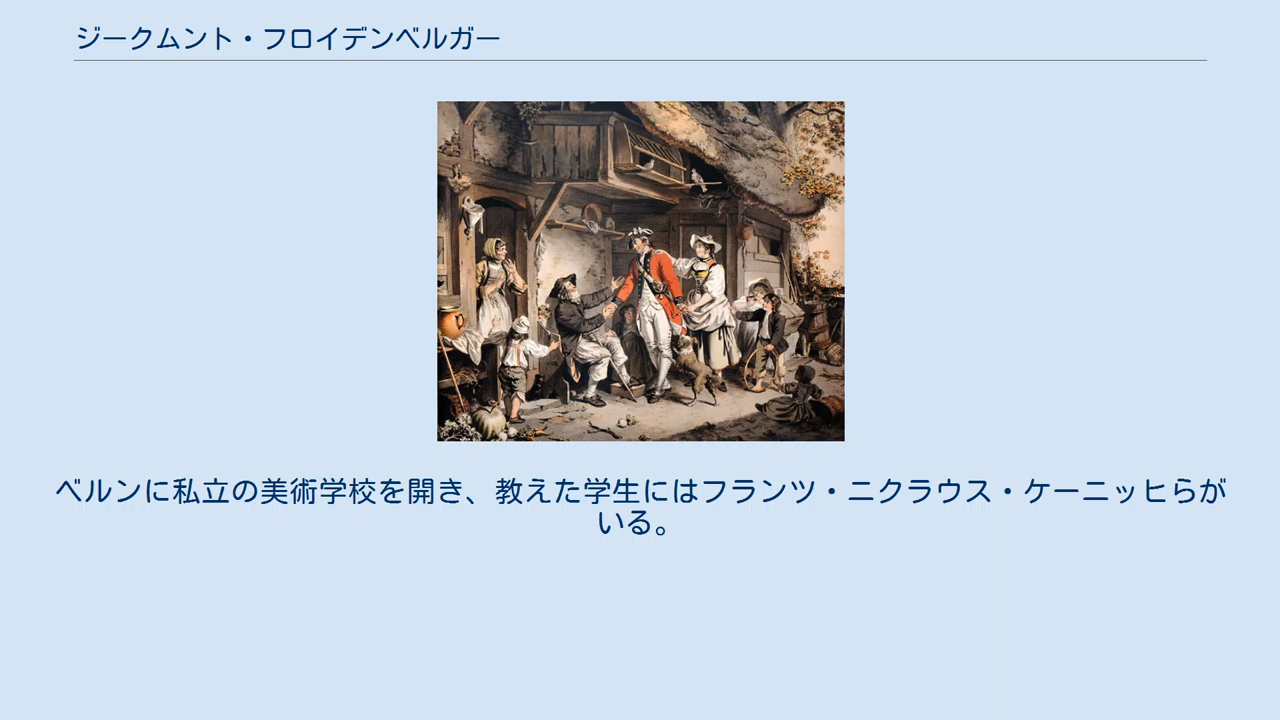 ジークムント・フロイデンベルガー
ベルンに私立の美術学校を開き、教えた学生にはフランツ・ニクラウス・ケーニッヒらが
いる。